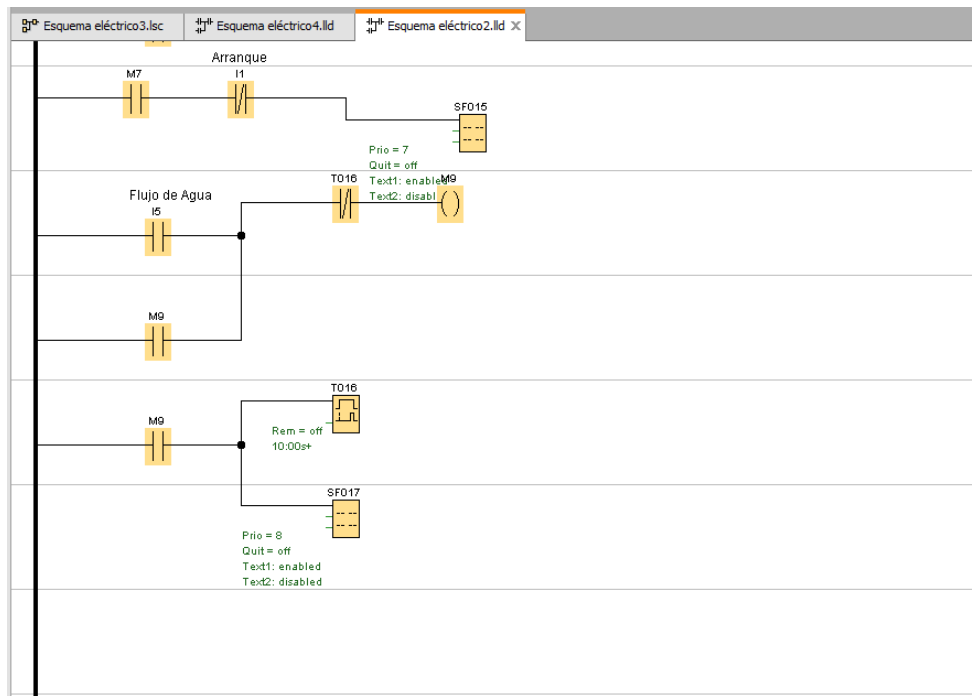 Esquema eléctrico3.lsc
Esquema eléctrico4.lld
Esquema eléctrico2.lld
Arranque
M7
I1
SF015
Prio = 7
Quit = off
Text1: enable
Text2: disabl
T016
M9
Flujo de Agua
I5
M9
T016
Rem = off
10:00s+
M9
SF017
Prio = 8
Quit = off
Text1: enabled
Text2: disabled